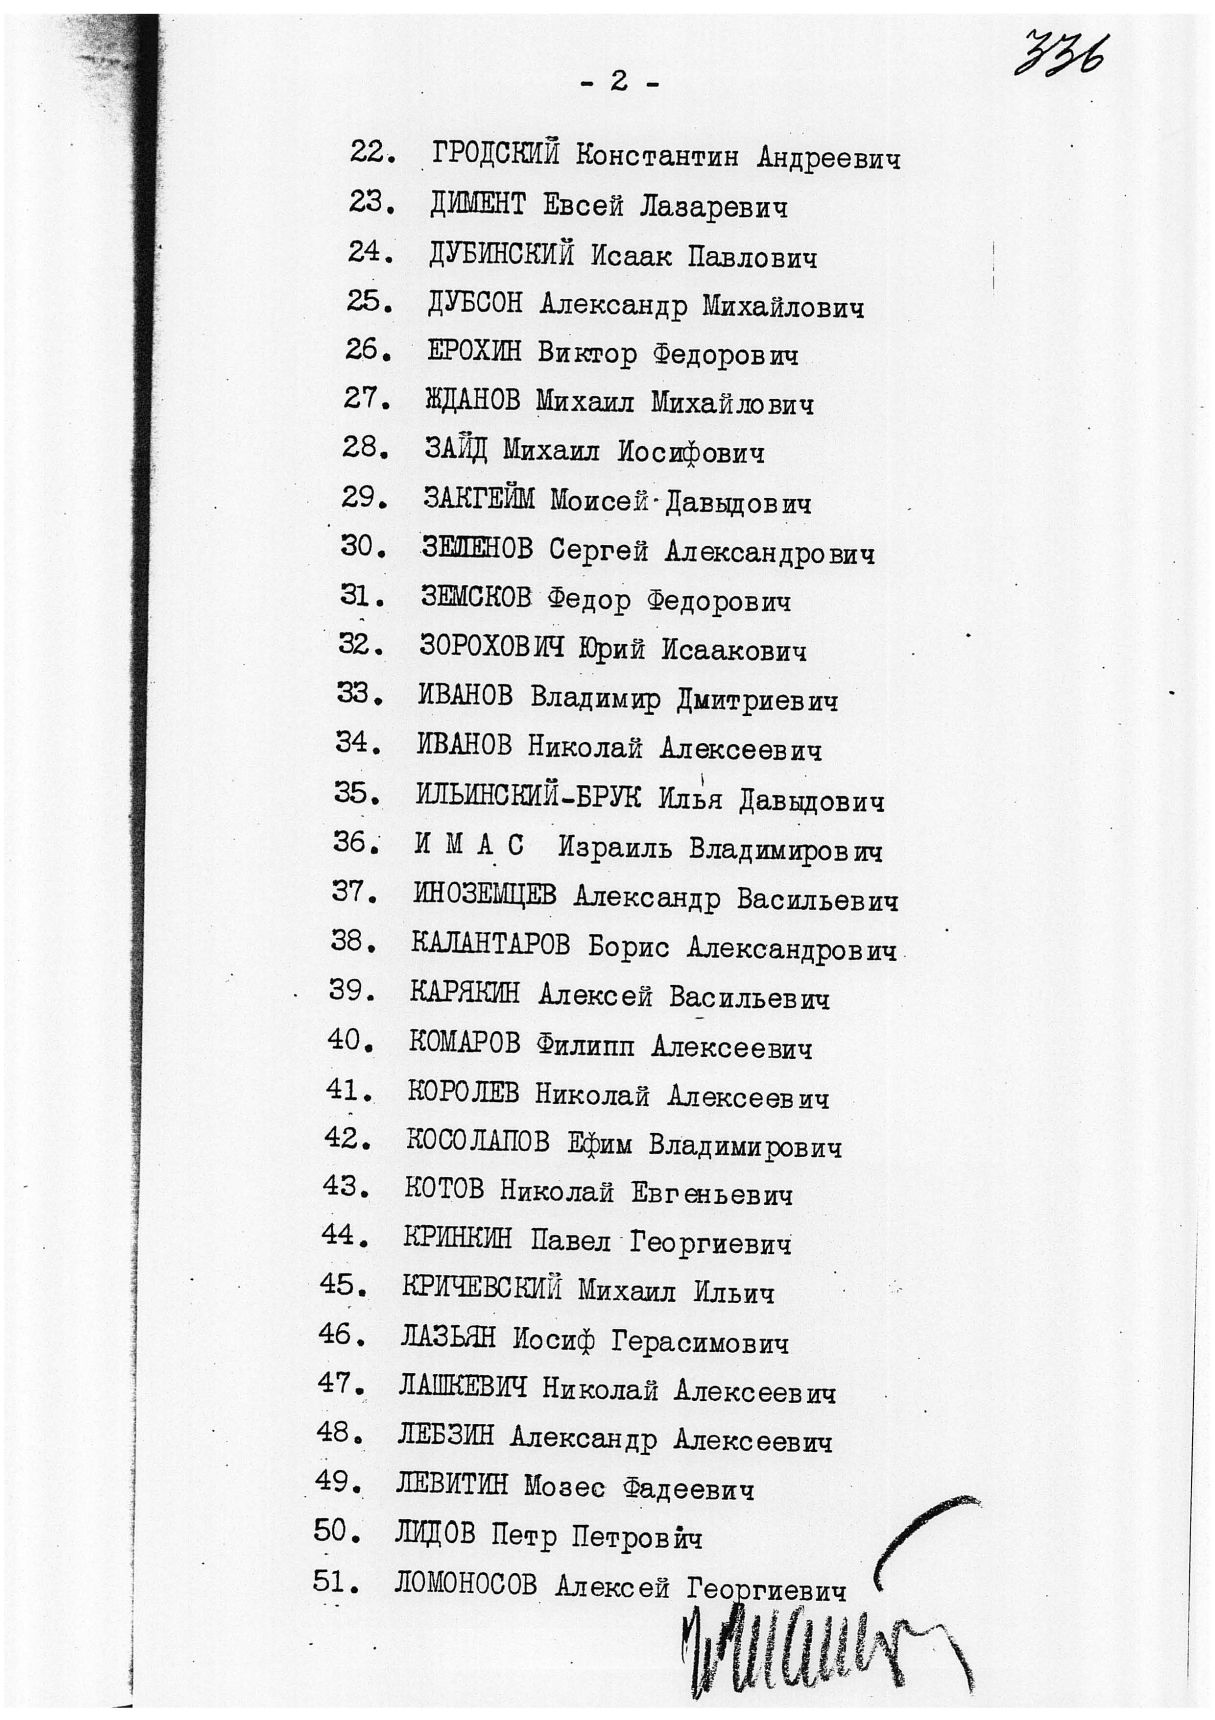 336
- 2 -
22. ГРОДСКИЙ Константин Андреевич
23. ДИМЕНТ Евсей Лазаревич
24. ДУБИНСКИЙ Исаак Павлович
25. ДУБСОН Александр Михайлович
26. ЕРОХИН Виктор Федорович
27. ЖДАНОВ Михаил Михайлович
28. ЗАЙД Михаил Иосифович
29. ЗАКГЕЙМ Моисей Давыдович
30. ЗЕЛЕНОВ Сергей Александрович
31. ЗЕМСКОВ Федор Федорович
32. ЗОРОХОВИЧ Юрий Исаакович
33. ИВАНОВ Владимир Дмитриевич
34. ИВАНОВ Николай Алексеевич
35. ИЛЬИНСКИЙ-БРУК Илья Давыдович
36. И М А С Израиль Владимирович
37. ИНОЗЕМЦЕВ Александр Васильевич
38. КАЛАНТАРОВ Борис Александрович
39. КАРЯКИН Алексей Васильевич
40. КОМАРОВ Филипп Алексеевич
41. КОРОЛЕВ Николай Алексеевич
42. КОСОЛАПОВ Ефим Владимирович
43. КОТОВ Николай Евгеньевич
44. КРИНКИН Павел Георгиевич
45. КРИЧЕВСКИЙ Михаил Ильич
46. ЛАЗЬЯН Иосиф Герасимович
47. ЛАШКЕВИЧ Николай Алексеевич
48. ЛЕБЗИН Александр Алексеевич
49. ЛЕВИТИН Мозес Фадеевич
50. ЛИДОВ Петр Петрович
51. ЛОМОНОСОВ Алексей Георгиевич